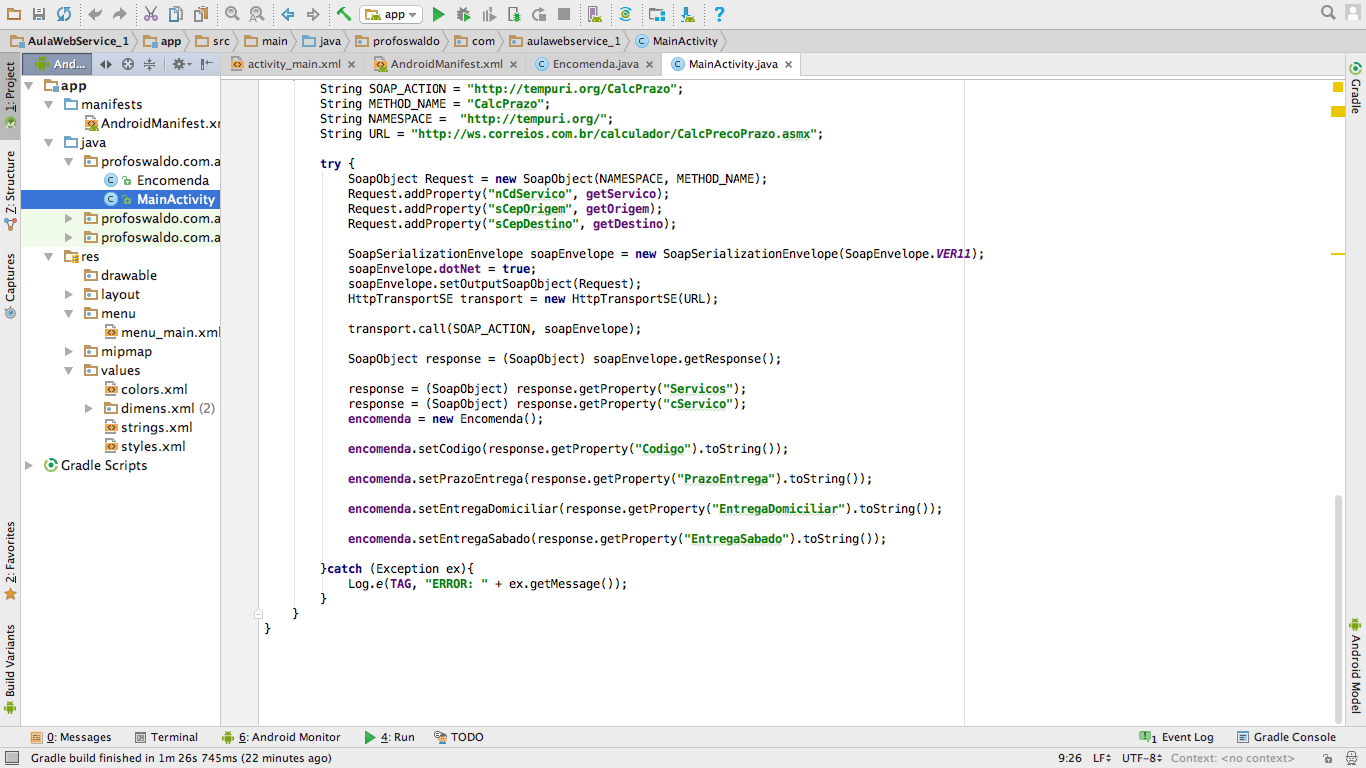 app
AulaWebService_1 app src main java profoswaldo com aulawebservice_1 MainActivity
And... activity_main.xml AndroidManifest.xml Encomenda.java MainActivity.java
1: Project
Z: Structure
Captures
2: Favorites
Build Variants
app
manifests
AndroidManifest.xr
java
profoswaldo.com.a
Encomenda
MainActivity
profoswaldo.com.a
profoswaldo.com.a
res
drawable
layout
menu
menu_main.xml
mipmap
values
colors.xml
dimens.xml (2)
strings.xml
styles.xml
Gradle Scripts
String SOAP_ACTION = "http://tempuri.org/CalcPrazo";
String METHOD_NAME = "CalcPrazo";
String NAMESPACE =  "http://tempuri.org/";
String URL = "http://ws.correios.com.br/calculador/CalcPrecoPrazo.asmx";
try {
SoapObject Request = new SoapObject(NAMESPACE, METHOD_NAME);
Request.addProperty("nCdServico", getServico);
Request.addProperty("sCepOrigem", getOrigem);
Request.addProperty("sCepDestino", getDestino);
SoapSerializationEnvelope soapEnvelope = new SoapSerializationEnvelope(SoapEnvelope.VER11);
soapEnvelope.dotNet = true;
soapEnvelope.setOutputSoapObject(Request);
HttpTransportSE transport = new HttpTransportSE(URL);
transport.call(SOAP_ACTION, soapEnvelope);
SoapObject response = (SoapObject) soapEnvelope.getResponse();
response = (SoapObject) response.getProperty("Servicos");
response = (SoapObject) response.getProperty("cServico");
encomenda = new Encomenda();
encomenda.setCodigo(response.getProperty("Codigo").toString());
encomenda.setPrazoEntrega(response.getProperty("PrazoEntrega").toString());
encomenda.setEntregaDomiciliar(response.getProperty("EntregaDomiciliar").toString());
encomenda.setEntregaSabado(response.getProperty("EntregaSabado").toString());
}catch (Exception ex){
Log.e(TAG, "ERROR: " + ex.getMessage());
}
}
}
Gradle
Android Model
0: Messages Terminal 6: Android Monitor 4: Run TODO 1 Event Log Gradle Console
Gradle build finished in 1m 26s 745ms (22 minutes ago) 9:26 LF UTF-8 Context: <no context>